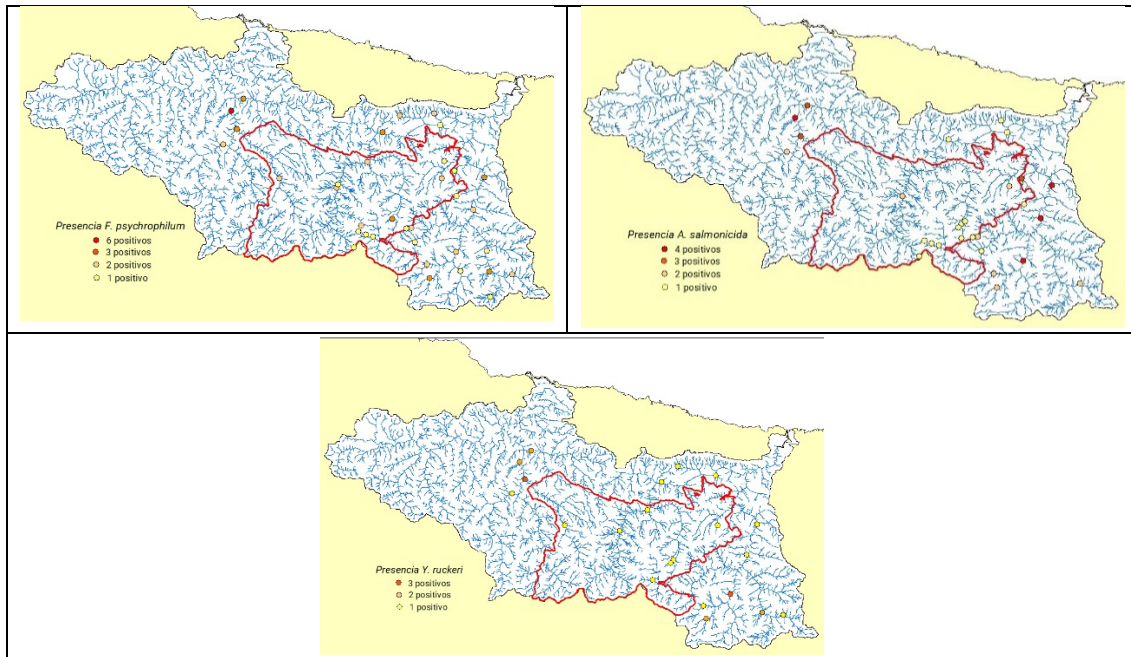 Presencia F. psychrophilum
6 positivos
3 positivos
2 positivos
1 positivo
Presencia A. salmonicida
4 positivos
3 positivos
2 positivos
1 positivo
Presencia Y. ruckeri
3 positivos
2 positivos
1 positivo